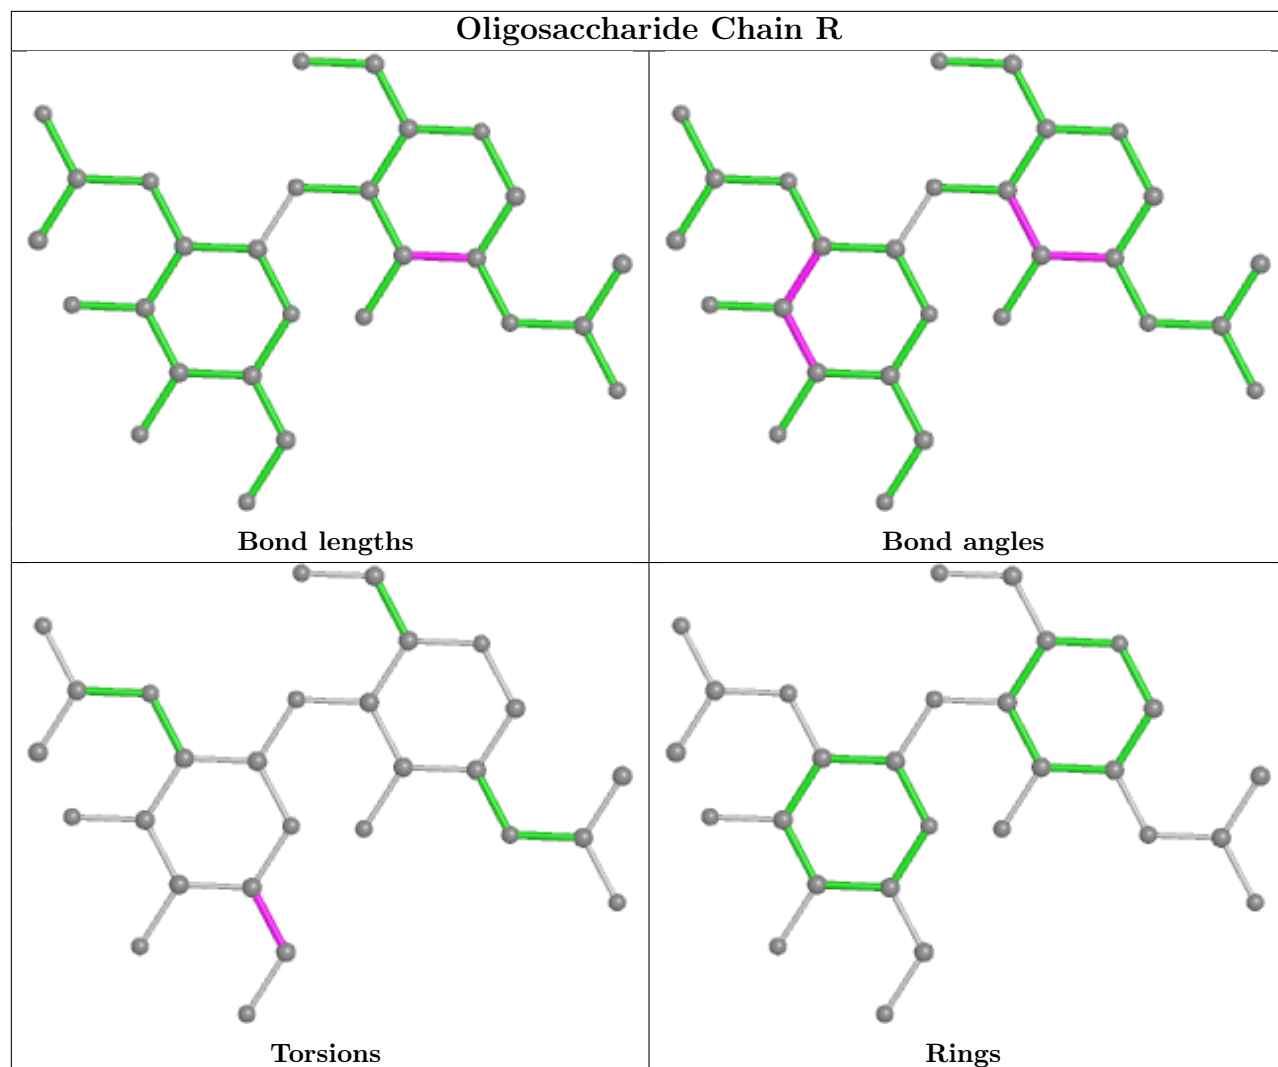 Oligosaccharide Chain R
Bond lengths
Bond angles
Torsions
Rings